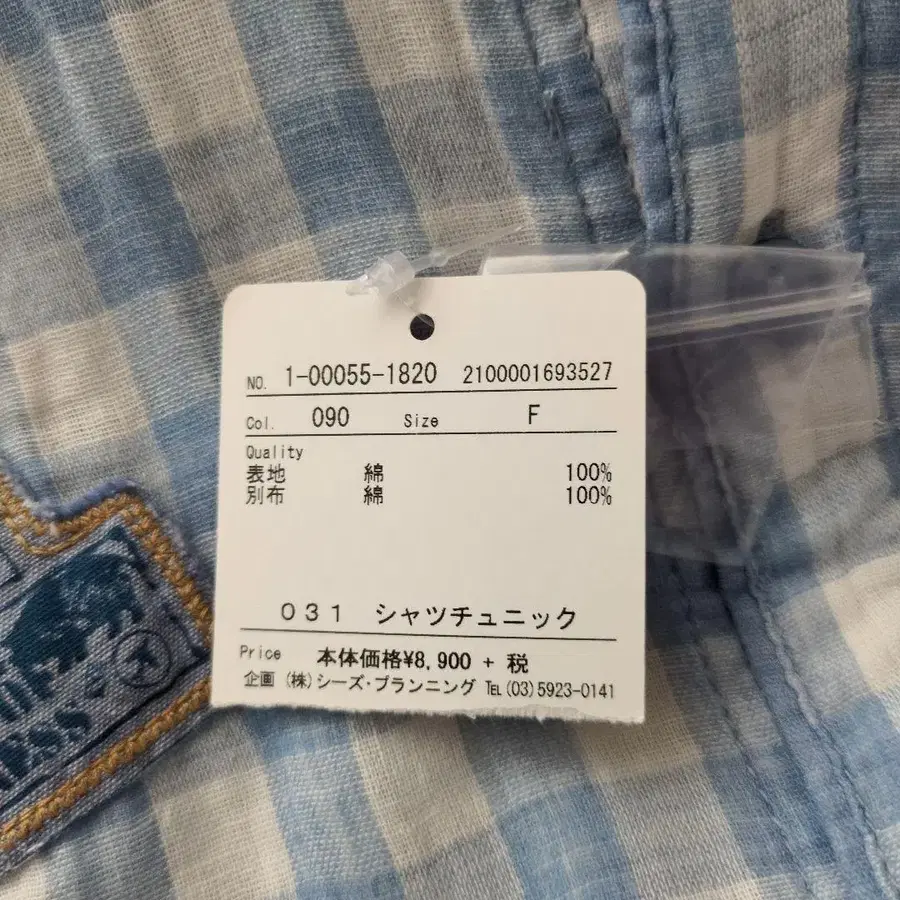 NO. 1-00055-1820 2100001693527
Col. 090 Size F
Quality
表地 綿 100%
別布 綿 100%
031 シャツチュニック
Price 本体価格¥8,900 + 税
企画 (株)シーズ・プランニング TEL(03)5923-0141